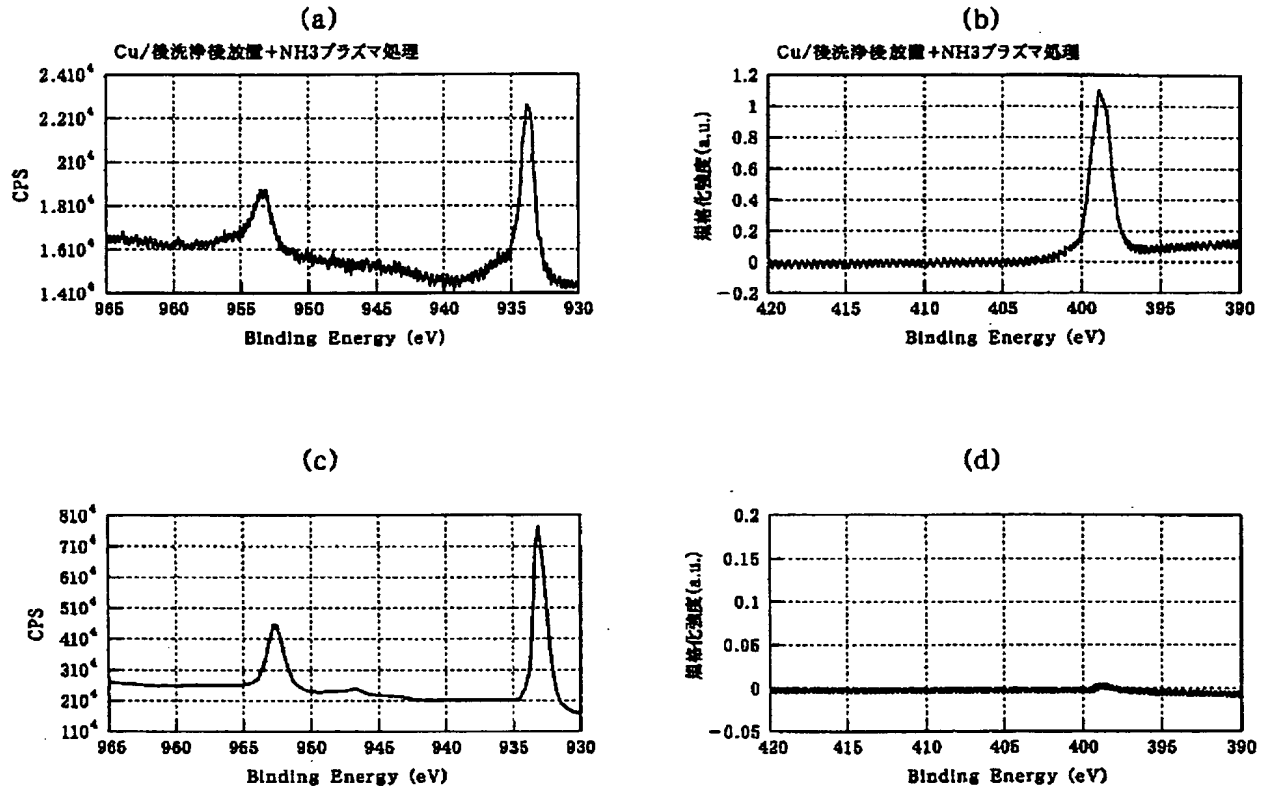 (a)
Cu/後洗浄後放置+NH3プラズマ処理
CPS
2.410⁴
2.210⁴
210⁴
1.810⁴
1.610⁴
1.410⁴
965 960 955 950 945 940 935 930
Binding Energy (eV)
(b)
Cu/後洗浄後放置+NH3プラズマ処理
規格化強度(a.u.)
1.2
1
0.8
0.6
0.4
0.2
0
-0.2
420 415 410 405 400 395 390
Binding Energy (eV)
(c)
CPS
810⁴
710⁴
610⁴
510⁴
410⁴
310⁴
210⁴
110⁴
965 960 965 950 945 940 933 930
Binding Energy (eV)
(d)
規格化強度(a.u.)
0.2
0.15
0.1
0.05
0
-0.05
420 415 410 405 400 395 390
Binding Energy (eV)